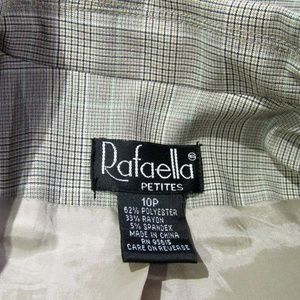 Rafaella ®
PETITES
10P
62% POLYESTER
33% RAYON
5% SPANDEX
MADE IN CHINA
RN 95815
CARE ON REVERSE